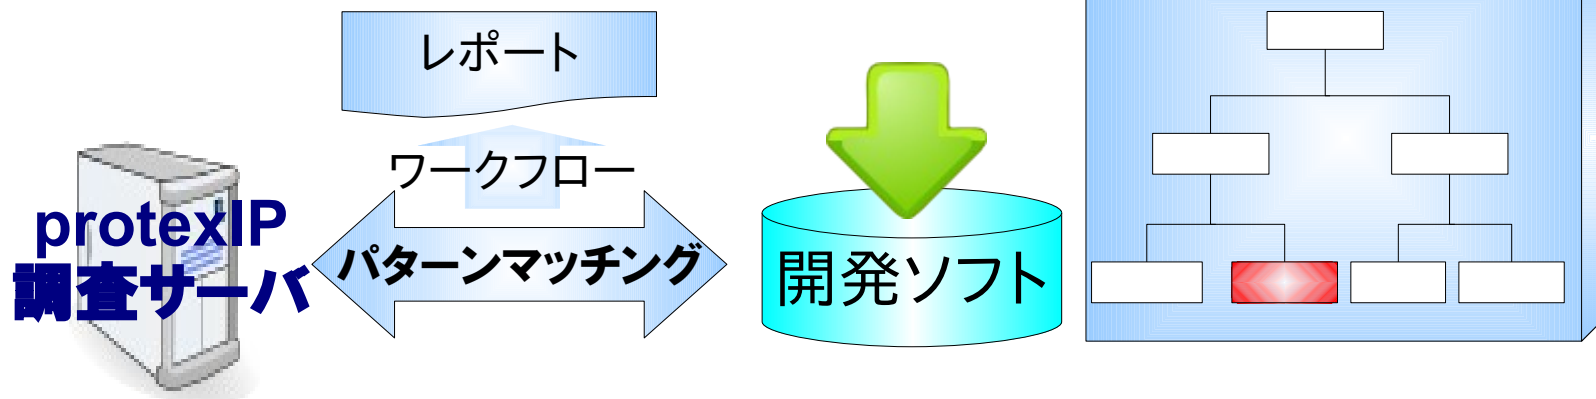 レポート
ワークフロー
protexIP
調査サーバ
パターンマッチング
開発ソフト